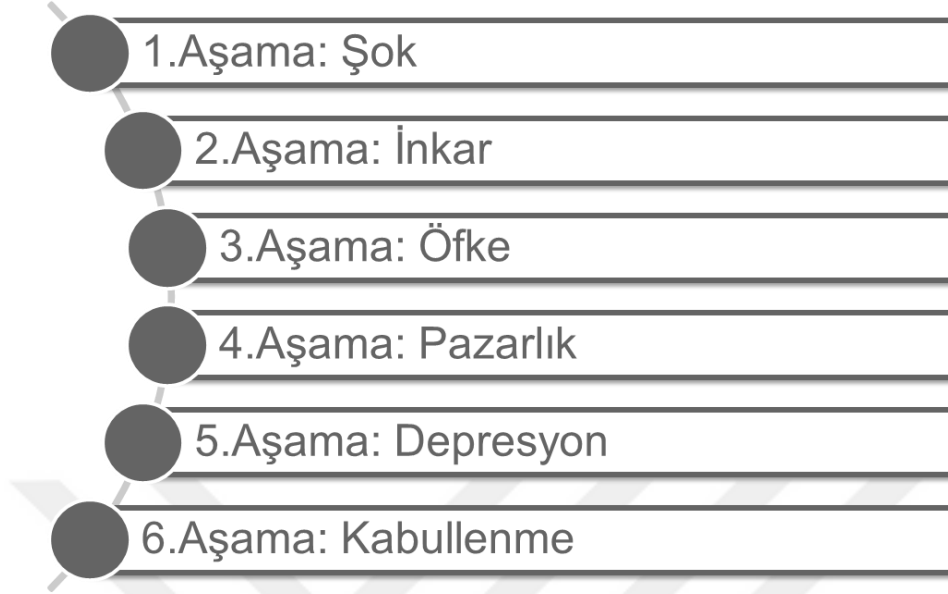 1.Aşama: Şok
2.Aşama: İnkar
3.Aşama: Öfke
4.Aşama: Pazarlık
5.Aşama: Depresyon
6.Aşama: Kabullenme